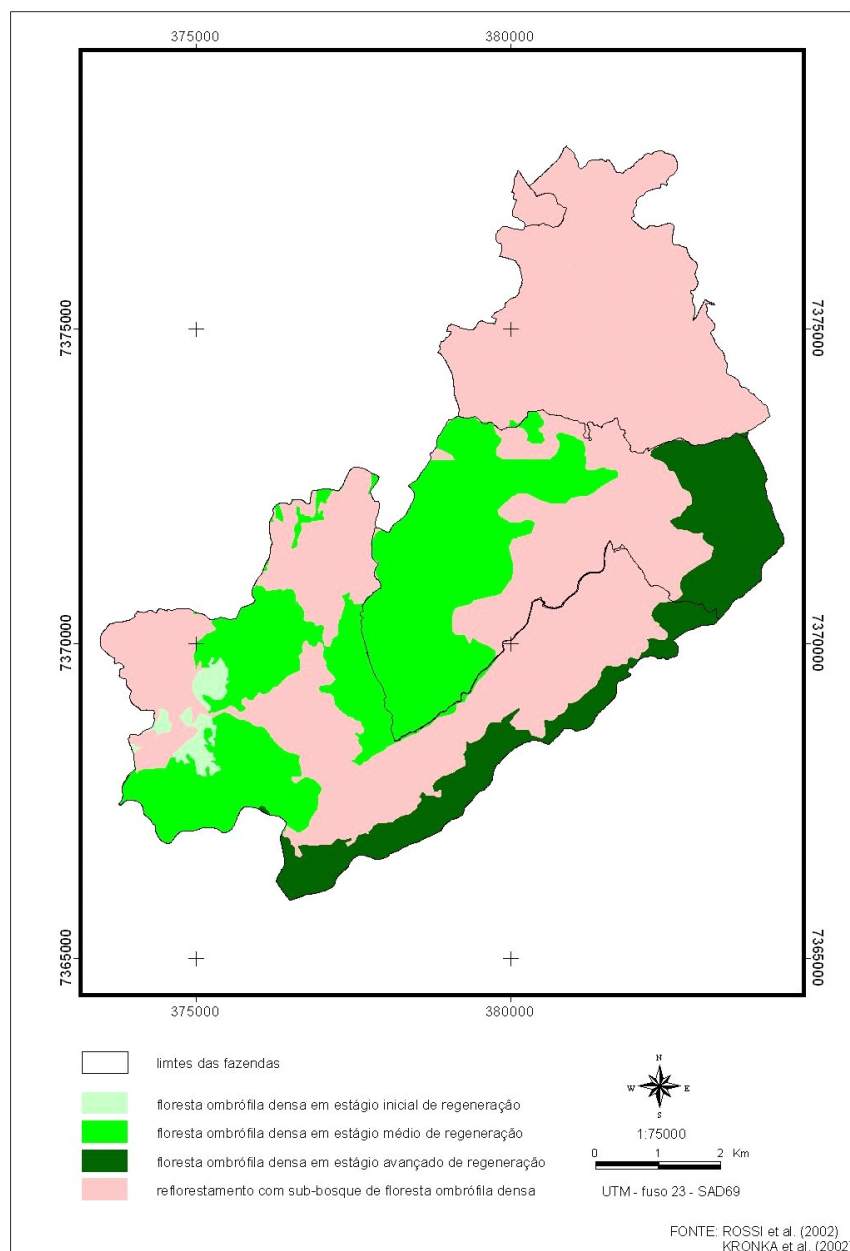 375000 380000
7375000 7375000
7370000 7370000
7365000 7365000
375000 380000
limtes das fazendas
floresta ombrófila densa em estágio inicial de regeneração
floresta ombrófila densa em estágio médio de regeneração
floresta ombrófila densa em estágio avançado de regeneração
reflorestamento com sub-bosque de floresta ombrófila densa
N
W E
S
1:75000
0 1 2 Km
UTM - fuso 23 - SAD69
FONTE: ROSSI et al. (2002)
KRONKA et al. (2002)